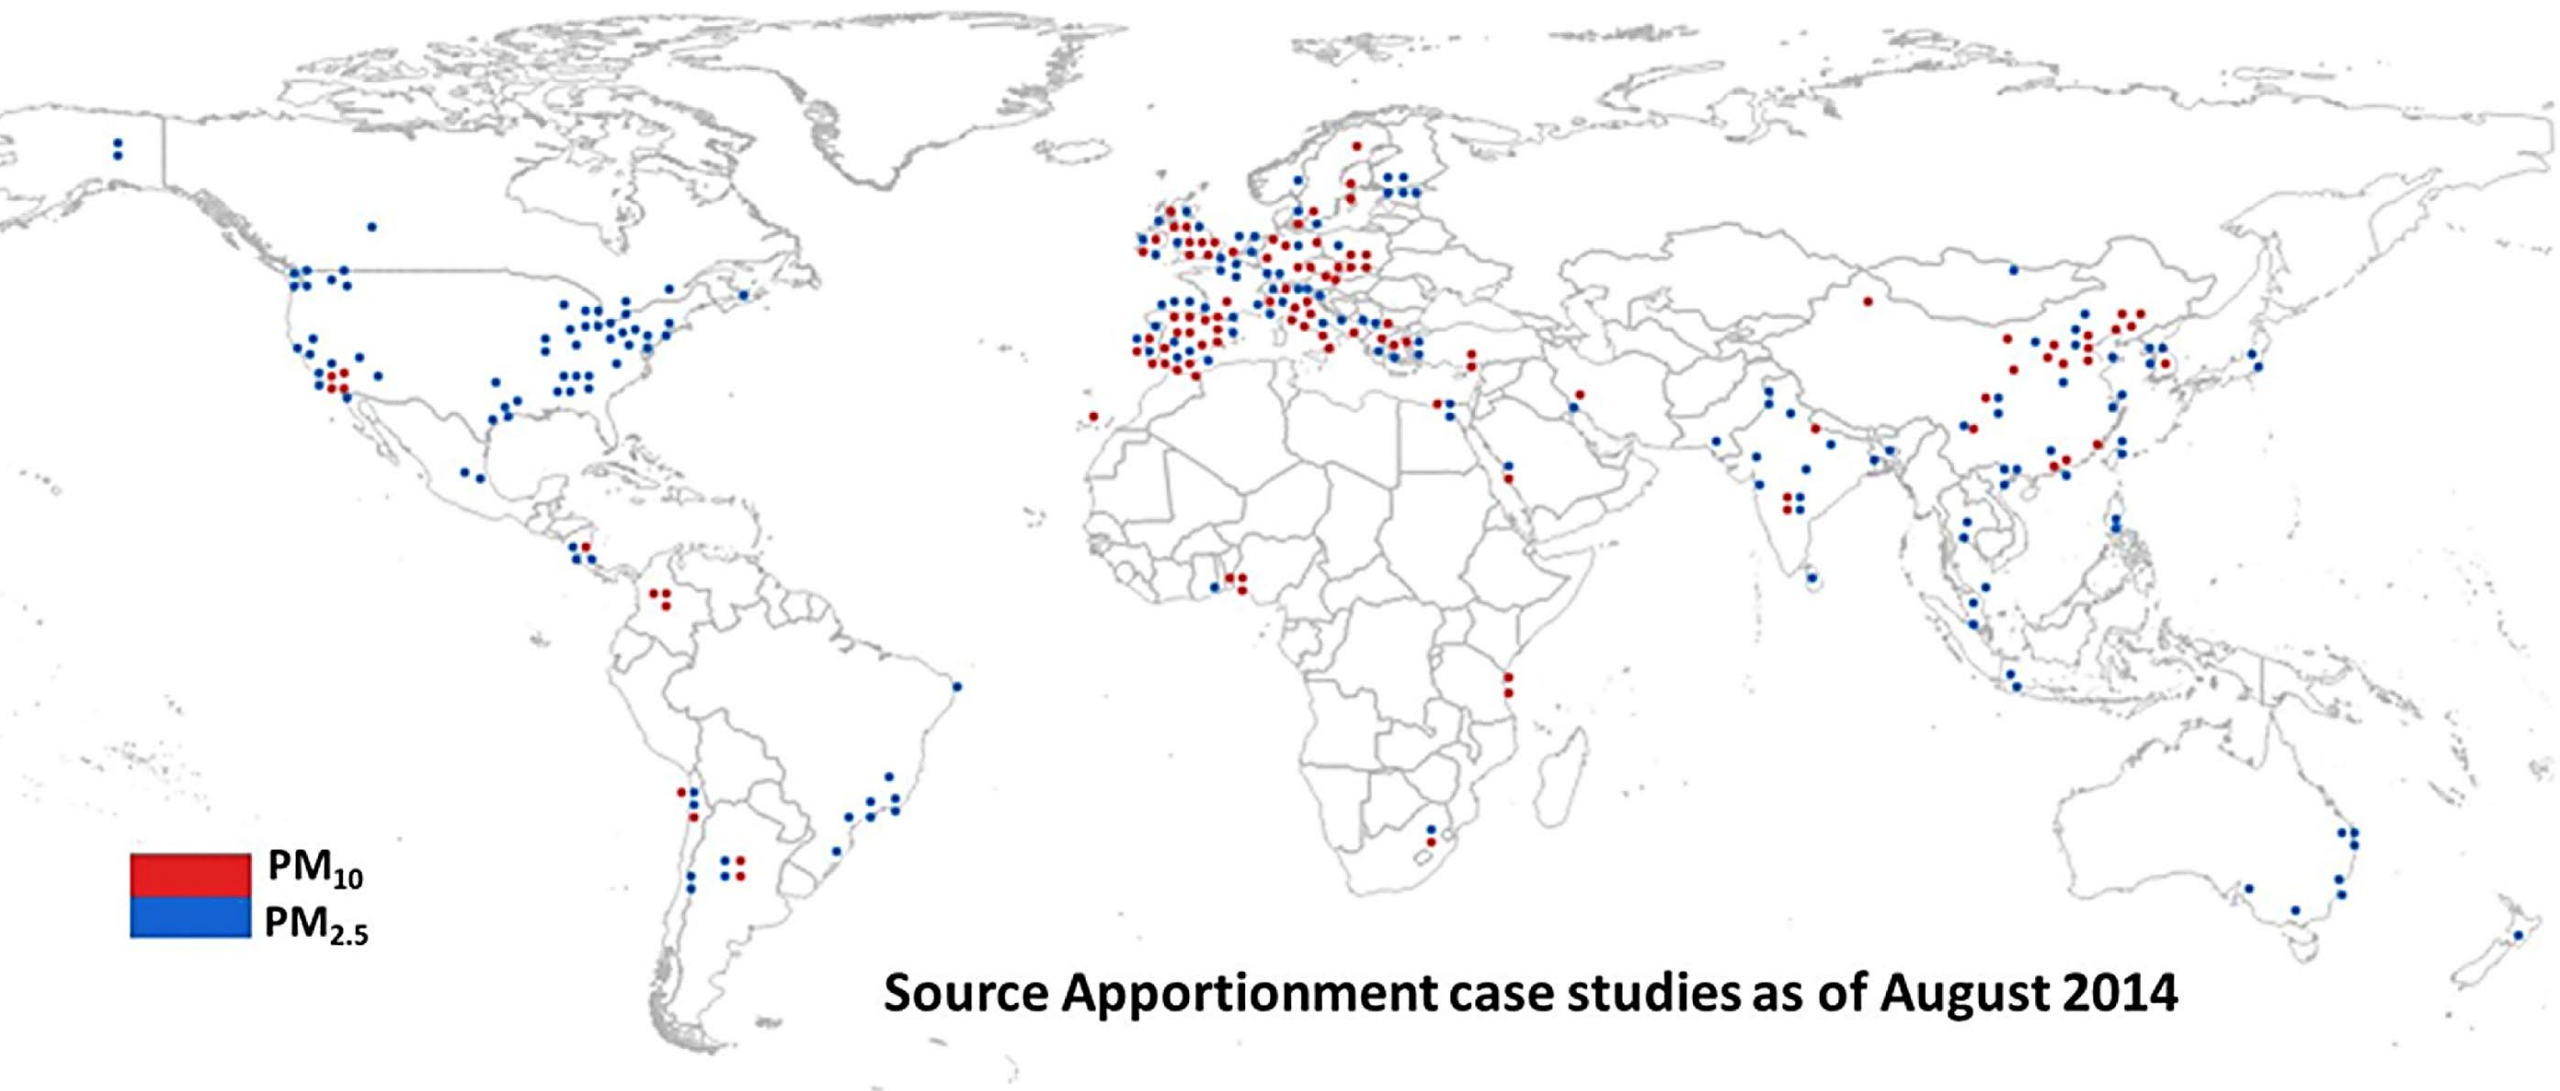 PM₁₀
PM₂.₅
Source Apportionment case studies as of August 2014